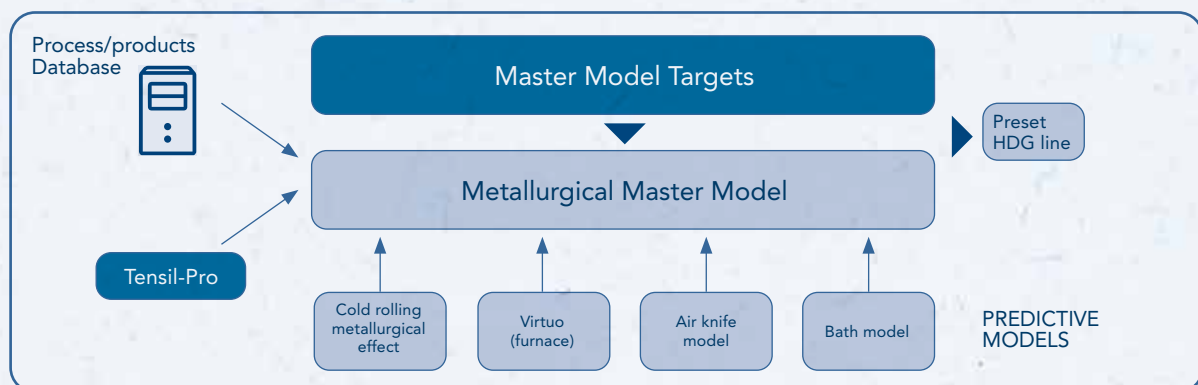 Process/products
Database
Master Model Targets
Preset
HDG line
Metallurgical Master Model
Tensil-Pro
Cold rolling
metallurgical
effect
Virtuo
(furnace)
Air knife
model
Bath model
PREDICTIVE
MODELS